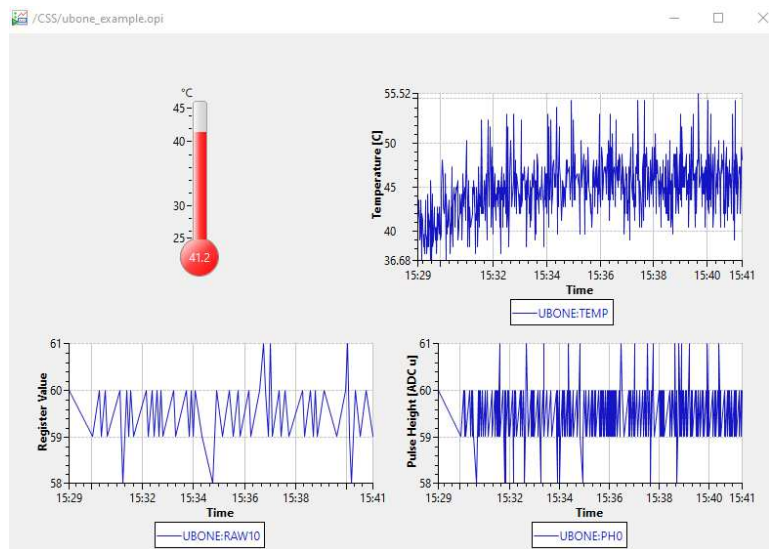 /CSS/ubone_example.opi
°C
45
40
30
25
41.2
Temperature [C]
55.52
50
45
40
36.68
15:29 15:32 15:34 15:36 15:38 15:40 15:41
Time
UBONE:TEMP
Register Value
61
60
59
58
15:29 15:32 15:34 15:36 15:38 15:41
Time
UBONE:RAW10
Pulse Height [ADC u]
61
60
59
58
15:29 15:32 15:34 15:36 15:38 15:40 15:41
Time
UBONE:PH0